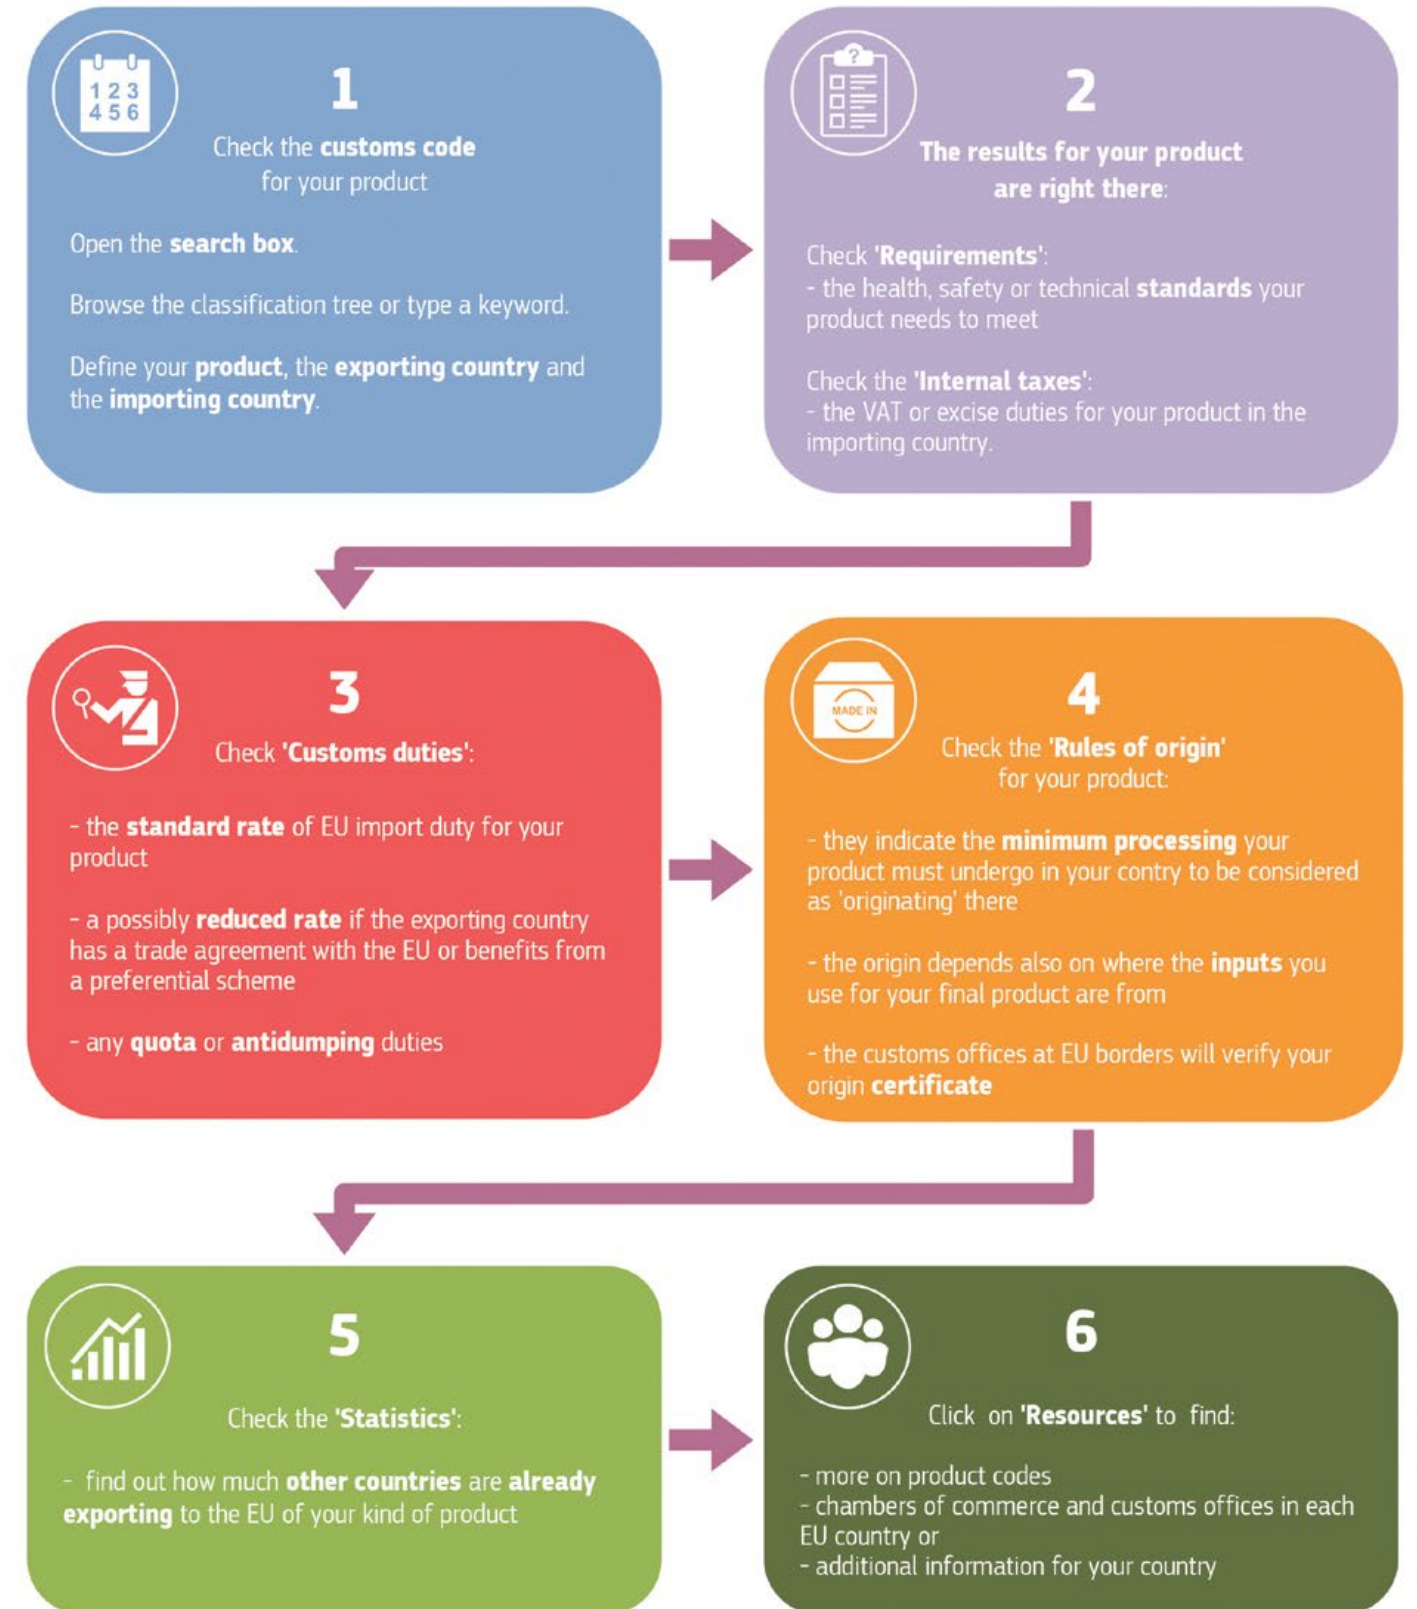 1 2 3
4 5 6
1
Check the customs code
for your product
Open the search box.
Browse the classification tree or type a keyword.
Define your product, the exporting country and
the importing country.
?
2
The results for your product
are right there:
Check 'Requirements':
- the health, safety or technical standards your
product needs to meet
Check the 'Internal taxes':
- the VAT or excise duties for your product in the
importing country.
3
Check 'Customs duties':
- the standard rate of EU import duty for your
product
- a possibly reduced rate if the exporting country
has a trade agreement with the EU or benefits from
a preferential scheme
- any quota or antidumping duties
MADE IN
4
Check the 'Rules of origin'
for your product:
- they indicate the minimum processing your
product must undergo in your contry to be considered
as 'originating' there
- the origin depends also on where the inputs you
use for your final product are from
- the customs offices at EU borders will verify your
origin certificate
5
Check the 'Statistics':
- find out how much other countries are already
exporting to the EU of your kind of product
6
Click on 'Resources' to find:
- more on product codes
- chambers of commerce and customs offices in each
EU country or
- additional information for your country